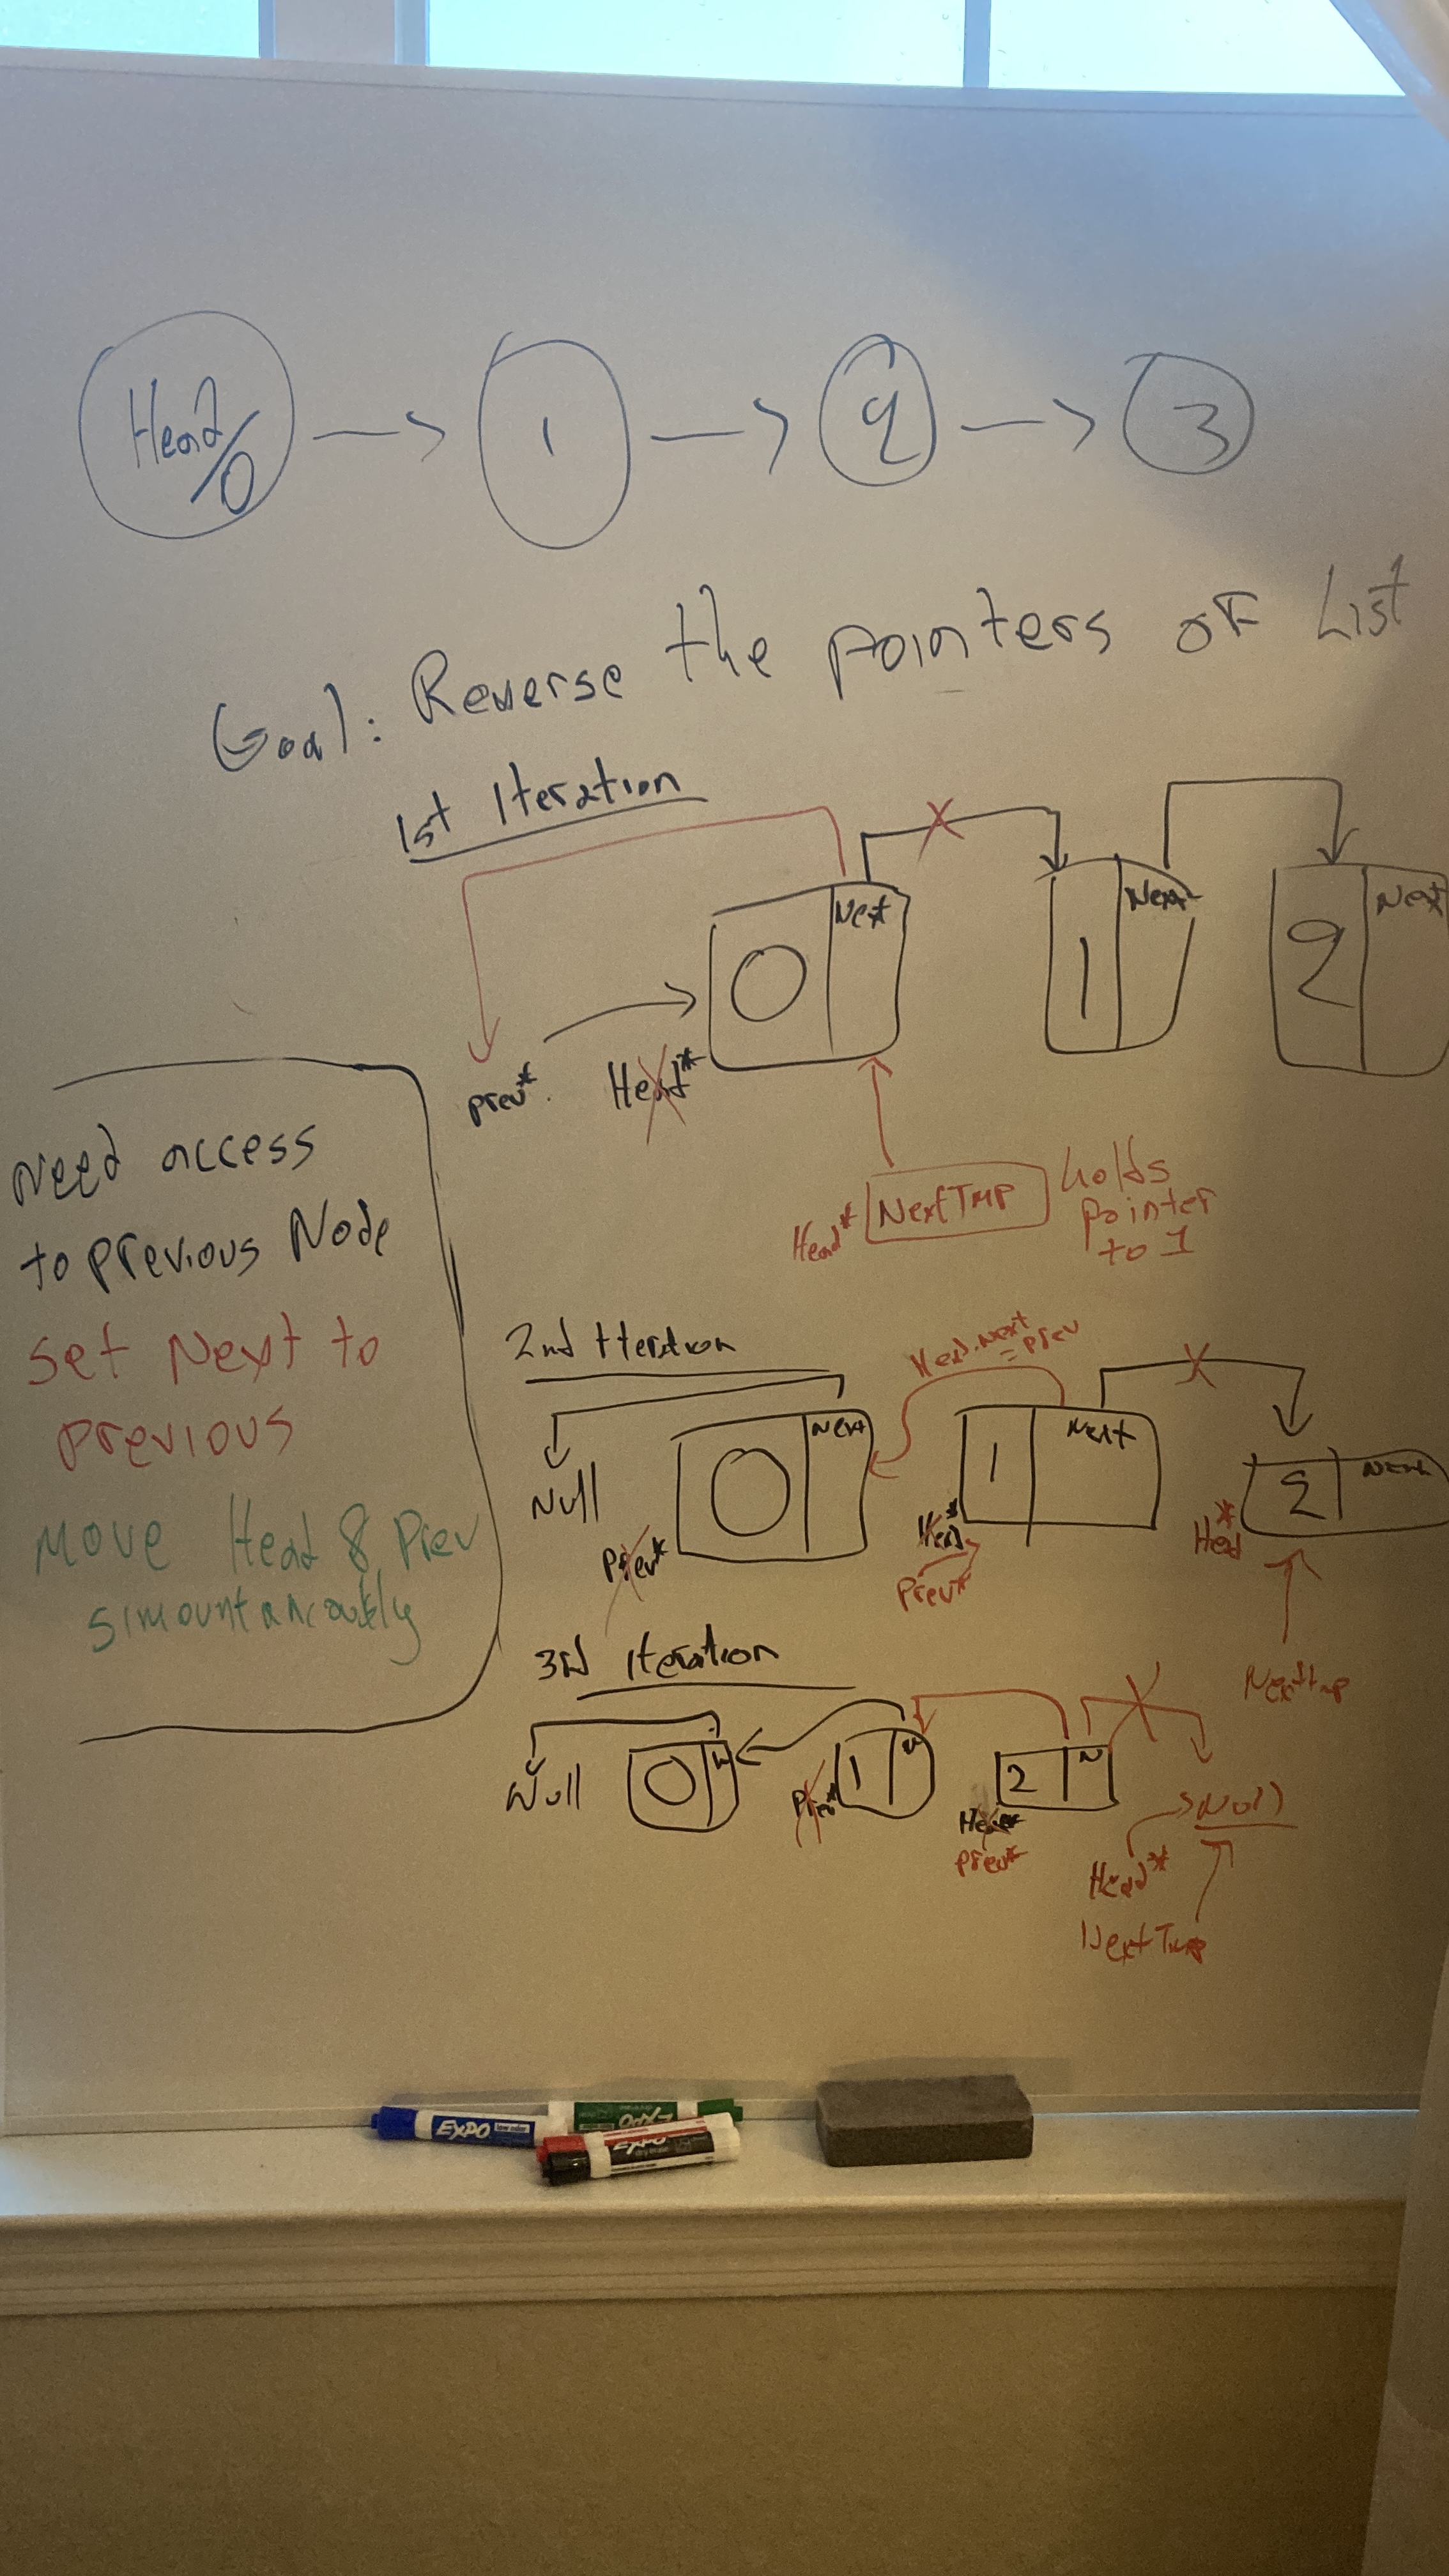 Head/0 → 1 → 2 → 3
Goal: Reverse the pointers of List
1st Iteration
0 Next
1 Next
2 Next
prev*
Head*
Head* NextTMP
holds
pointer
to 1
Need access
to previous Node
Set Next to
previous
Move Head & Prev
simountancoukly
2nd Iteration
Head.next
= prev
Null
0 Next
1 Next
2 Next
Prev*
Head*
Prev*
Head*
Nexttmp
3rd Iteration
Null
0 N
1 N
2 N
Null
Prev*
Head*
prev*
Head*
NextTmp
EXPO
EXPO
EXPO